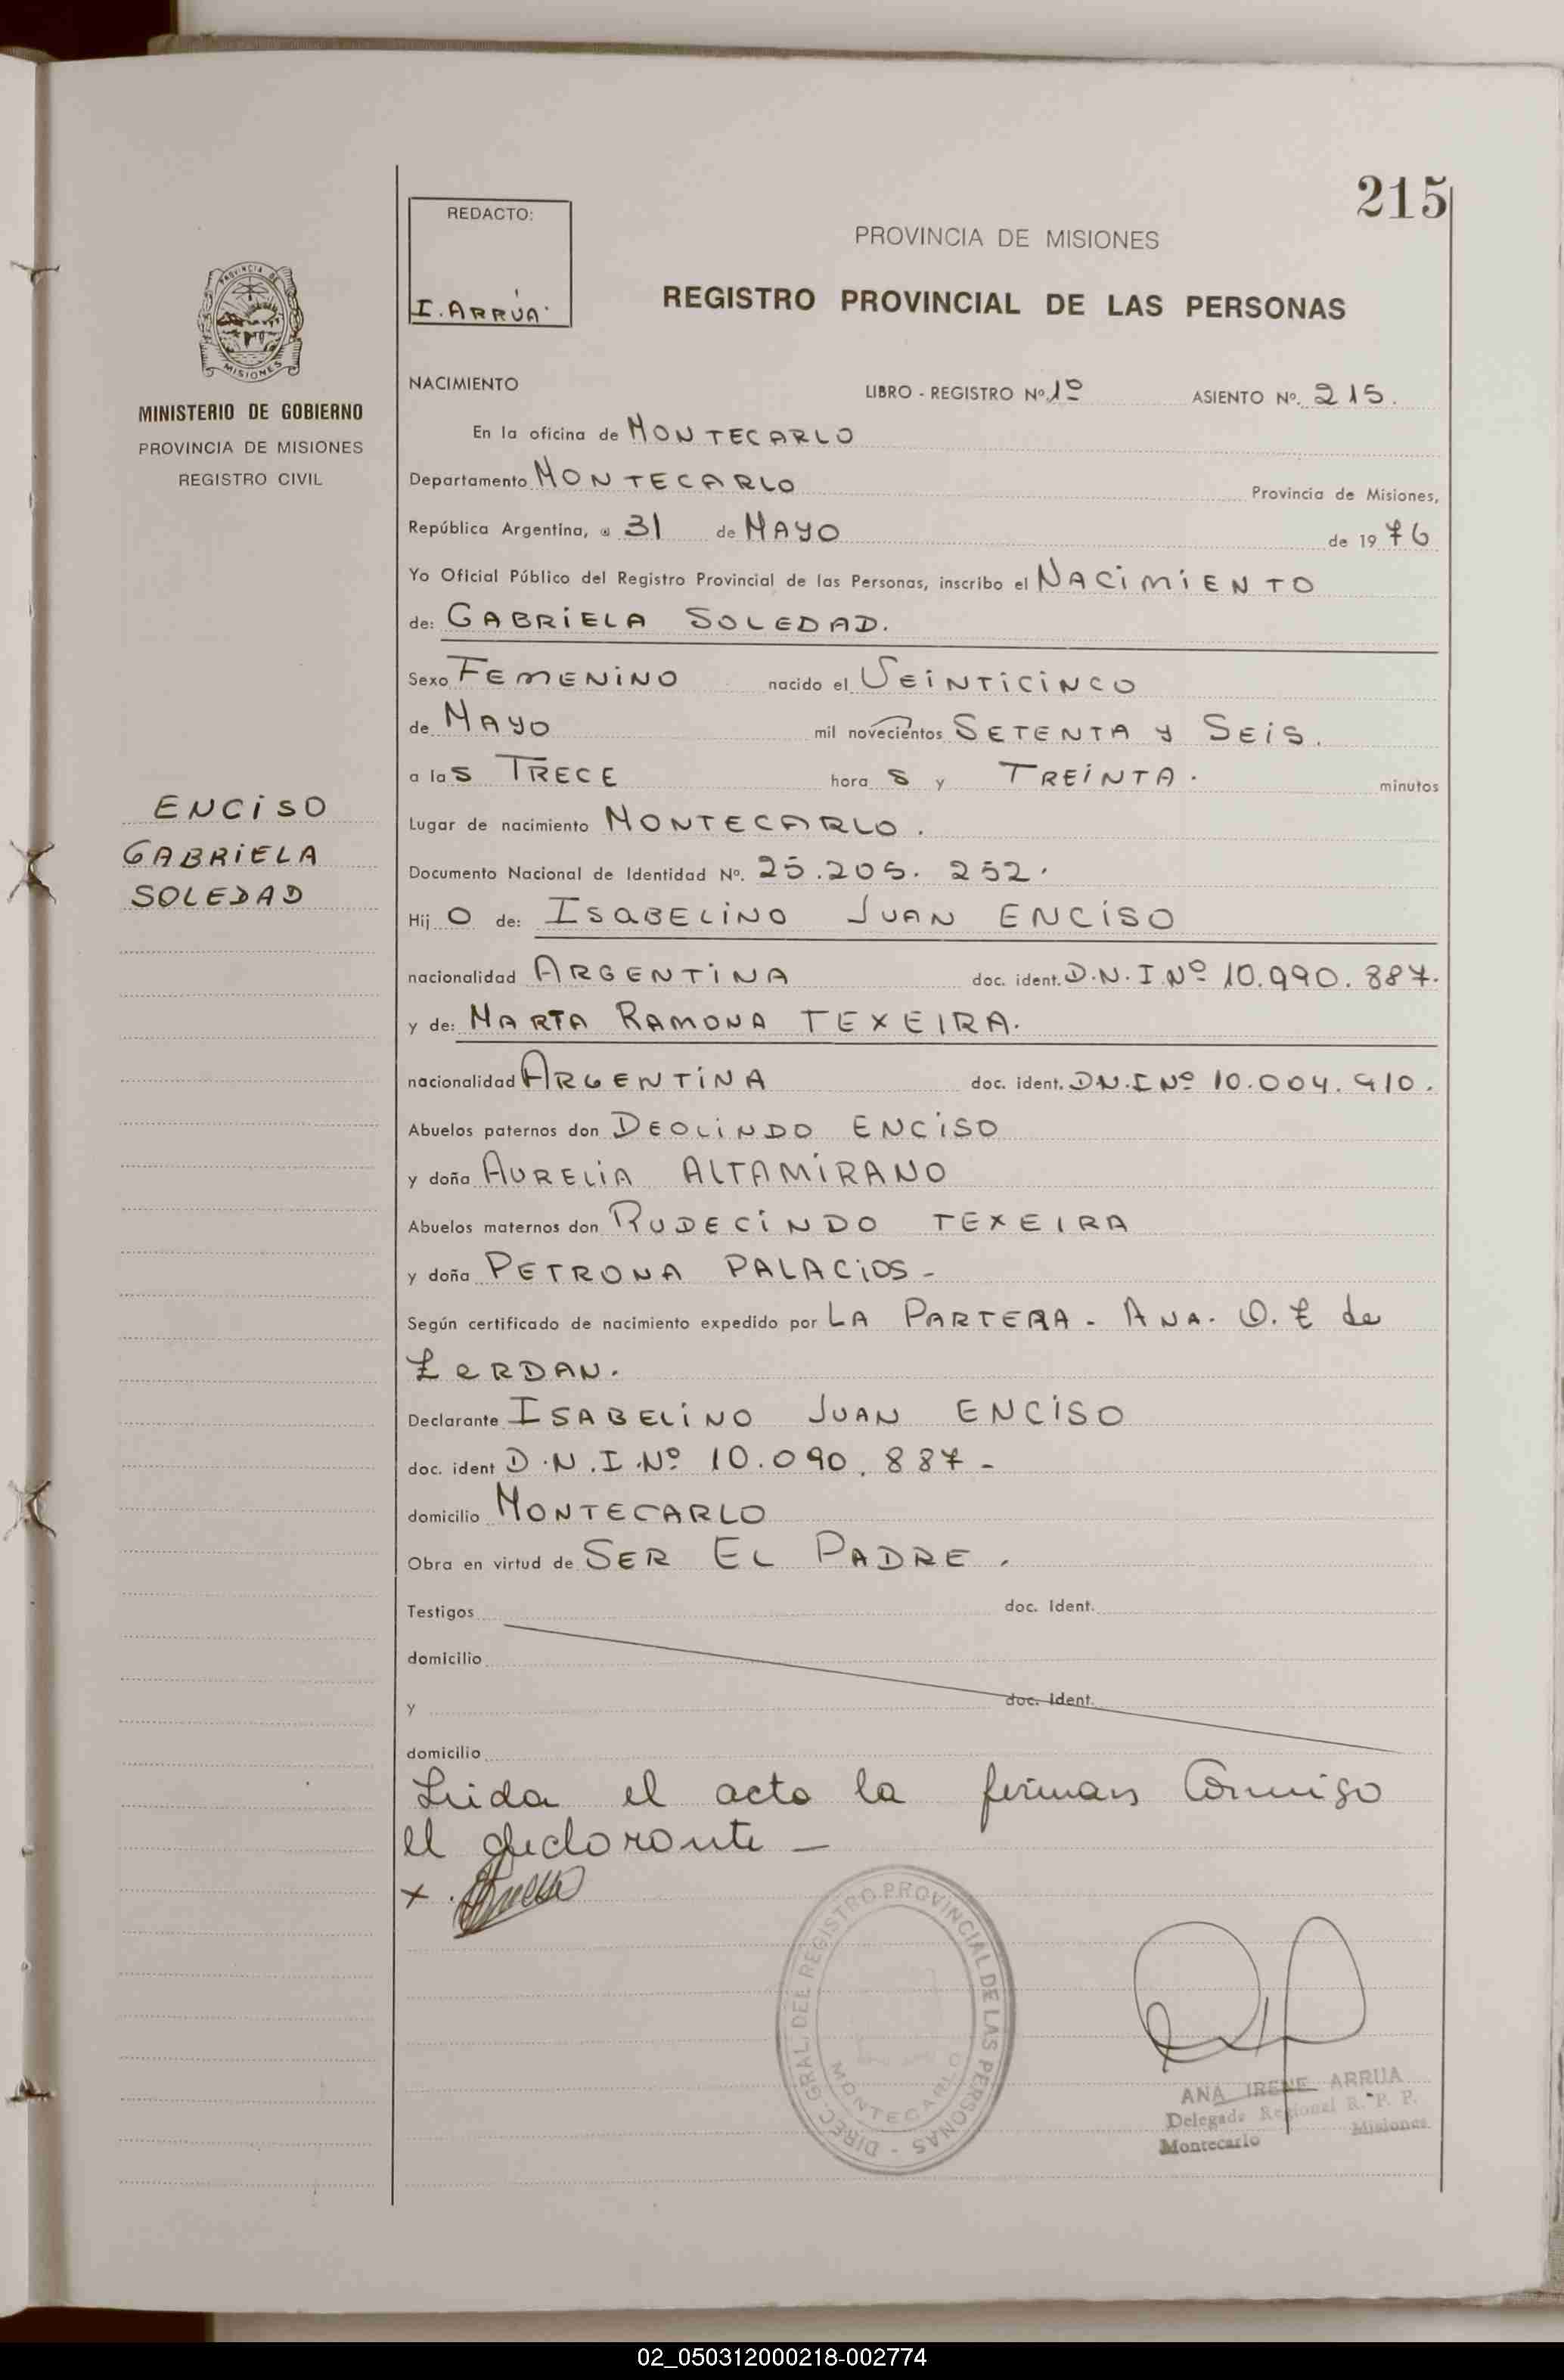 215
REDACTO:
I. ARRÚA.
PROVINCIA DE MISIONES
REGISTRO PROVINCIAL DE LAS PERSONAS
PROVINCIA DE MISIONES
MINISTERIO DE GOBIERNO
PROVINCIA DE MISIONES
REGISTRO CIVIL
ENCISO
GABRIELA
SOLEDAD
NACIMIENTO LIBRO - REGISTRO Nº 1º ASIENTO Nº. 215.
En la oficina de MONTECARLO
Departamento MONTECARLO Provincia de Misiones,
República Argentina, a 31 de MAYO de 1976
Yo Oficial Público del Registro Provincial de las Personas, inscribo el NACIMIENTO
de: GABRIELA SOLEDAD.
Sexo FEMENINO nacido el VEINTICINCO
de MAYO mil novecientos SETENTA Y SEIS.
a las TRECE horas y TREINTA. minutos
Lugar de nacimiento MONTECARLO.
Documento Nacional de Identidad Nº. 25.205.252.
Hij O de: ISABELINO JUAN ENCISO
nacionalidad ARGENTINA doc. ident. D.N.I.Nº 10.990.887.
y de: MARTA RAMONA TEXEIRA.
nacionalidad ARGENTINA doc. ident. D.N.I Nº 10.004.910.
Abuelos paternos don DEOLINDO ENCISO
y doña AURELIA ALTAMIRANO
Abuelos maternos don RUDECINDO TEXEIRA
y doña PETRONA PALACIOS -
Según certificado de nacimiento expedido por LA PARTERA - ANA. O. Z de
ZERDAN.
Declarante ISABELINO JUAN ENCISO
doc. ident D.N.I.Nº 10.090.887 -
domicilio MONTECARLO
Obra en virtud de SER EL PADRE.
Testigos doc. Ident.
domicilio
y doc. Ident.
domicilio
Leida el acta la firman Conmigo
el declarante -
x
DIREC. GRAL. DEL REGISTRO PROVINCIAL DE LAS PERSONAS -
MONTECARLO
ANA IRENE ARRUA
Delegada Regional R. P. P.
Montecarlo Misiones
02_050312000218-002774